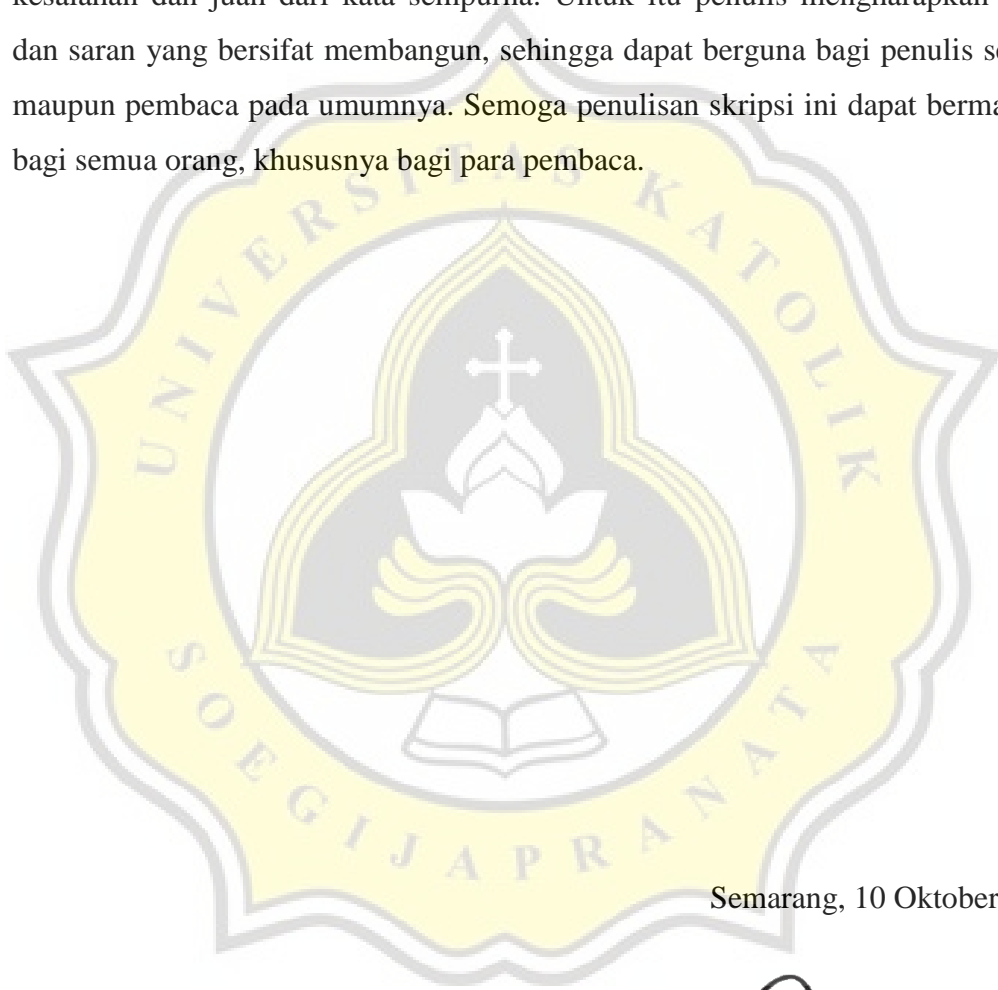 kesalahan dan jauh dari kata sempurna. Untuk itu penulis mengharapkan
dan saran yang bersifat membangun, sehingga dapat berguna bagi penulis se
maupun pembaca pada umumnya. Semoga penulisan skripsi ini dapat berma
bagi semua orang, khususnya bagi para pembaca.
UNIVERSITAS KATOLIK
SOEGIJAPRANATA
Semarang, 10 Oktober